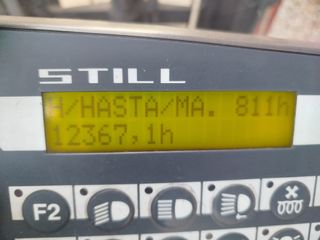 STILL
H/HASTA/MA. 811h
12367,1h
F2